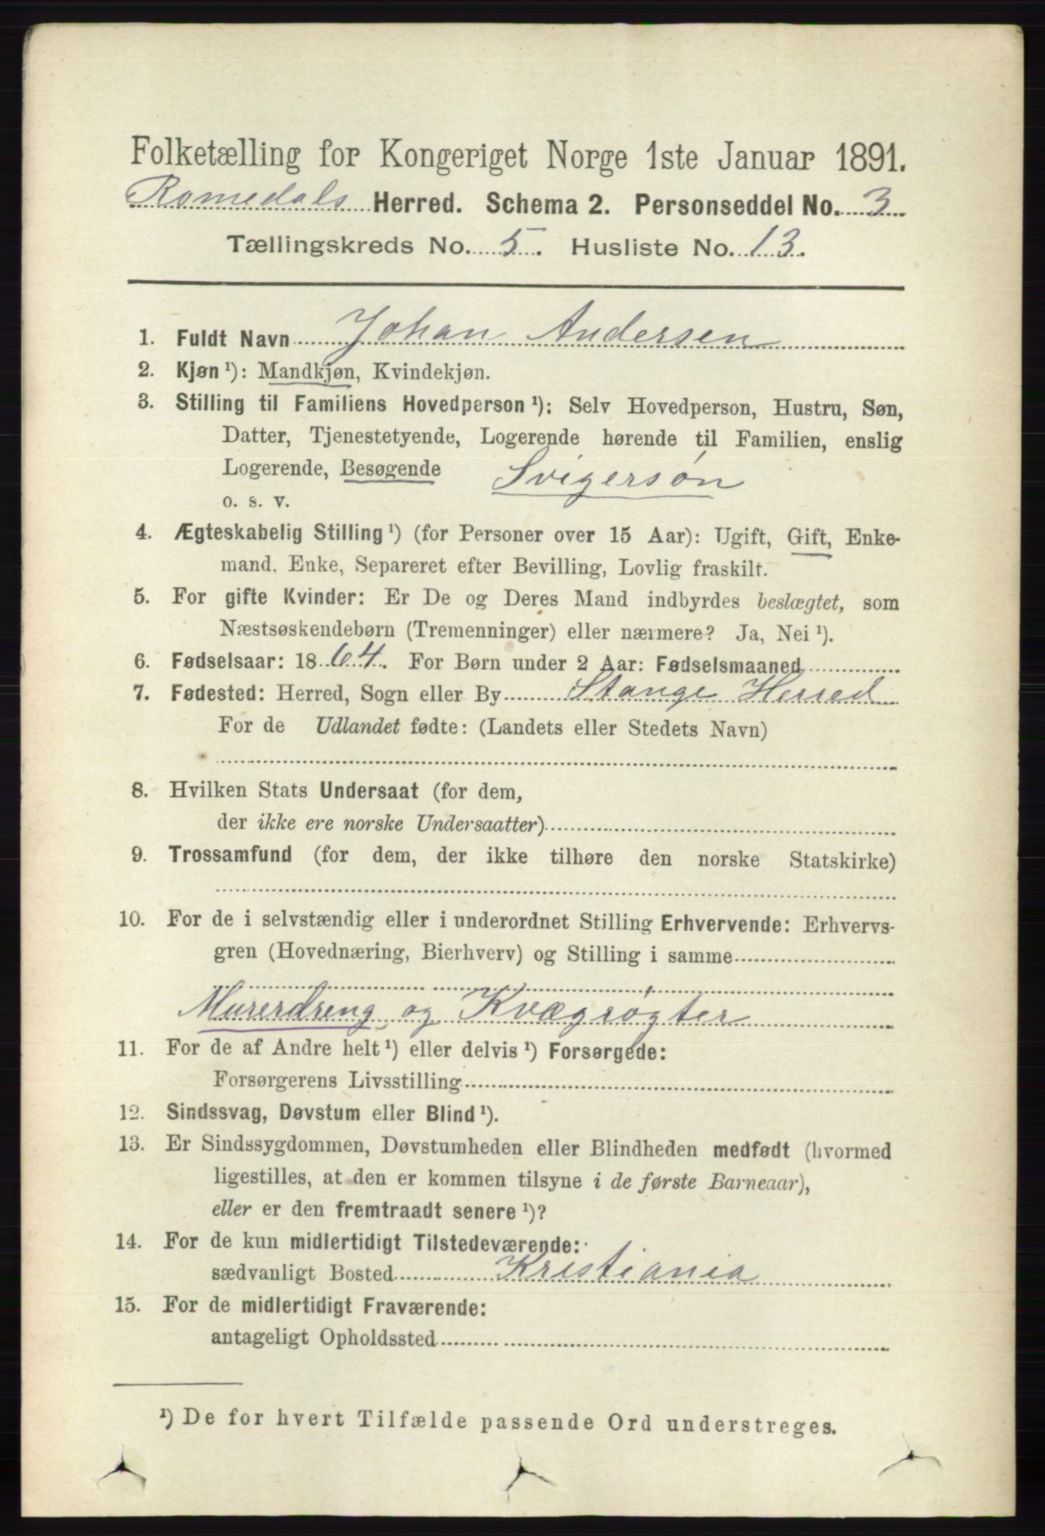 Folketælling for Kongeriget Norge 1ste Januar 1891.
Romedals Herred. Schema 2. Personseddel No. 3
Tællingskreds No. 5. Husliste No. 13.
1. Fuldt Navn Johan Andersen
2. Kjøn ¹): Mandkjøn, Kvindekjøn.
3. Stilling til Familiens Hovedperson ¹): Selv Hovedperson, Hustru, Søn,
Datter, Tjenestetyende, Logerende hørende til Familien, enslig
Logerende, Besøgende Svigersøn
o. s. v.
4. Ægteskabelig Stilling ¹) (for Personer over 15 Aar): Ugift, Gift, Enke-
mand, Enke, Separeret efter Bevilling, Lovlig fraskilt.
5. For gifte Kvinder: Er De og Deres Mand indbyrdes beslægtet, som
Næstsøskendebørn (Tremenninger) eller nærmere? Ja, Nei ¹).
6. Fødselsaar: 1864. For Børn under 2 Aar: Fødselsmaaned
7. Fødested: Herred, Sogn eller By Stange Herred
For de Udlandet fødte: (Landets eller Stedets Navn)
8. Hvilken Stats Undersaat (for dem,
der ikke ere norske Undersaatter)
9. Trossamfund (for dem, der ikke tilhøre den norske Statskirke)
10. For de i selvstændig eller i underordnet Stilling Erhvervende: Erhvervs-
gren (Hovednæring, Bierhverv) og Stilling i samme
Murerdreng og Kvægrøgter
11. For de af Andre helt ¹) eller delvis ¹) Forsørgede:
Forsørgerens Livsstilling
12. Sindssvag, Døvstum eller Blind ¹).
13. Er Sindssygdommen, Døvstumheden eller Blindheden medfødt (hvormed
ligestilles, at den er kommen tilsyne i de første Barneaar),
eller er den fremtraadt senere ¹)?
14. For de kun midlertidigt Tilstedeværende:
sædvanligt Bosted Kristiania
15. For de midlertidigt Fraværende:
antageligt Opholdssted
¹) De for hvert Tilfælde passende Ord understreges.